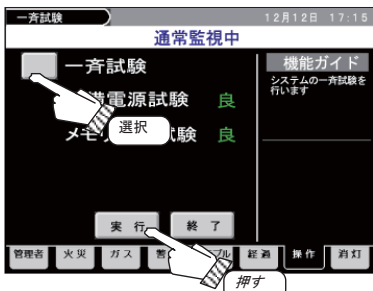 一斉試験
12月12日 17:15
通常監視中
一斉試験
電源試験 良
選択
試験 良
機能ガイド
システムの一斉試験を
行います
実行 終了
管理者 火災 ガス 経過 操作 消灯
押す